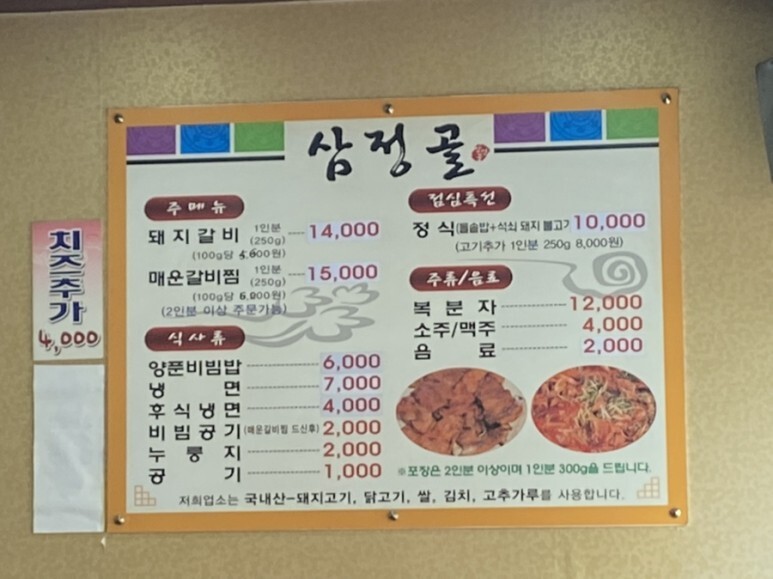 삼정골
주메뉴
돼지갈비 1인분 (250g) 14,000
(100g당 5,600원)
매운갈비찜 1인분 (250g) 15,000
(100g당 6,000원)
(2인분 이상 주문가능)
식사류
양푼비빔밥 6,000
냉면 7,000
후식냉면 4,000
비빔공기(매운갈비찜 드신후) 2,000
누룽지 2,000
공기 1,000
점심특선
정식(돌솥밥+석쇠 돼지 불고기 10,000
(고기추가 1인분 250g 8,000원)
주류/음료
복분자 12,000
소주/맥주 4,000
음료 2,000
※포장은 2인분 이상이며 1인분 300g을 드립니다.
저희업소는 국내산-돼지고기, 닭고기, 쌀, 김치, 고추가루를 사용합니다.
치즈추가
4,000